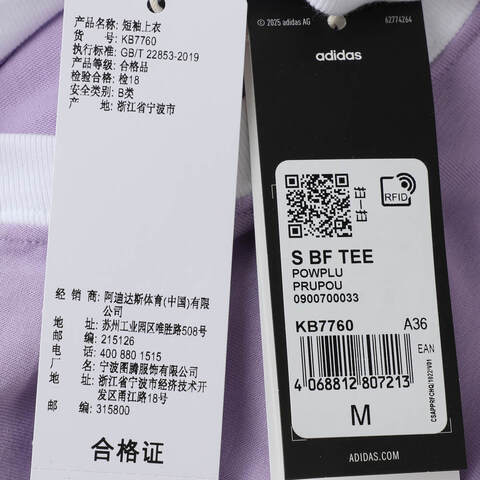 产品名称: 短袖上衣
货 号: KB7760
执行标准: GB/T 22853-2019
产品等级: 合格品
检验合格: 检18
安全类别: B类
产 地: 浙江省宁波市
经 销 商: 阿迪达斯体育(中国)有限公司
地 址: 苏州工业园区唯胜路508号
邮 编: 215126
电 话: 400 880 1515
厂 名: 宁波图腾服饰有限公司
地 址: 浙江省宁波市经济技术开发区甬江路18号
邮 编: 315800
合格证
© 2025 adidas AG
62774264
adidas
RFID
S BF TEE
POWPLU
PRUPOU
0900700033
KB7760 A36
EAN
4 068812 807213
M
ADIDAS.COM